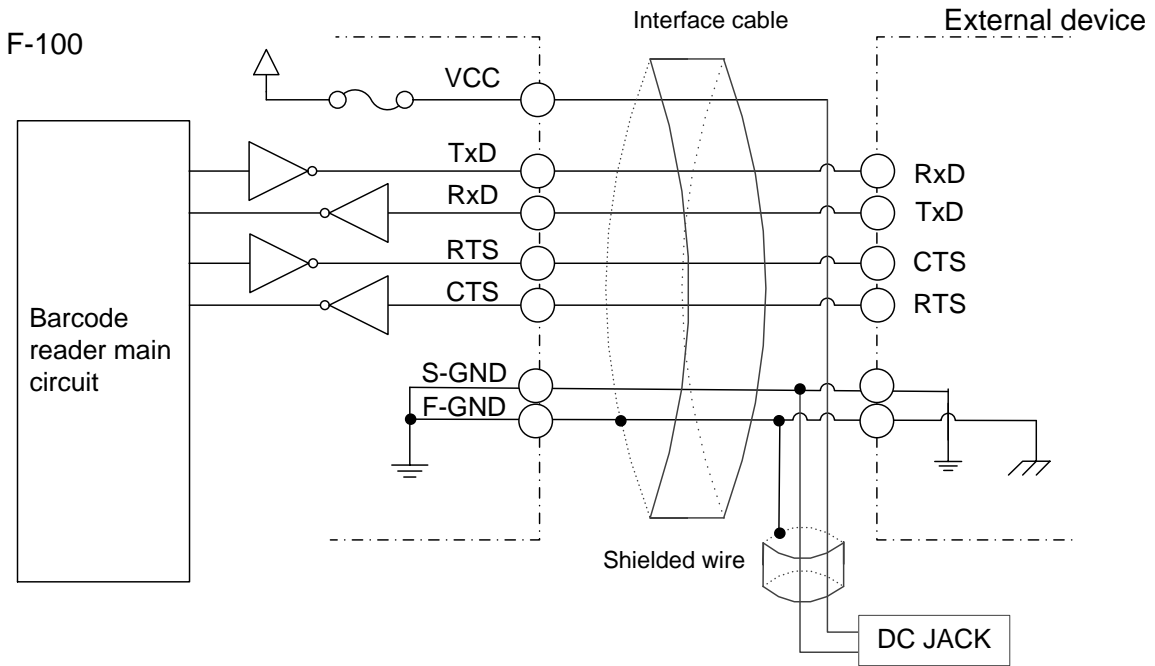 Interface cable
External device
F-100
VCC
TxD
RxD
RxD
TxD
RTS
CTS
CTS
RTS
Barcode
reader main
circuit
S-GND
F-GND
Shielded wire
DC JACK